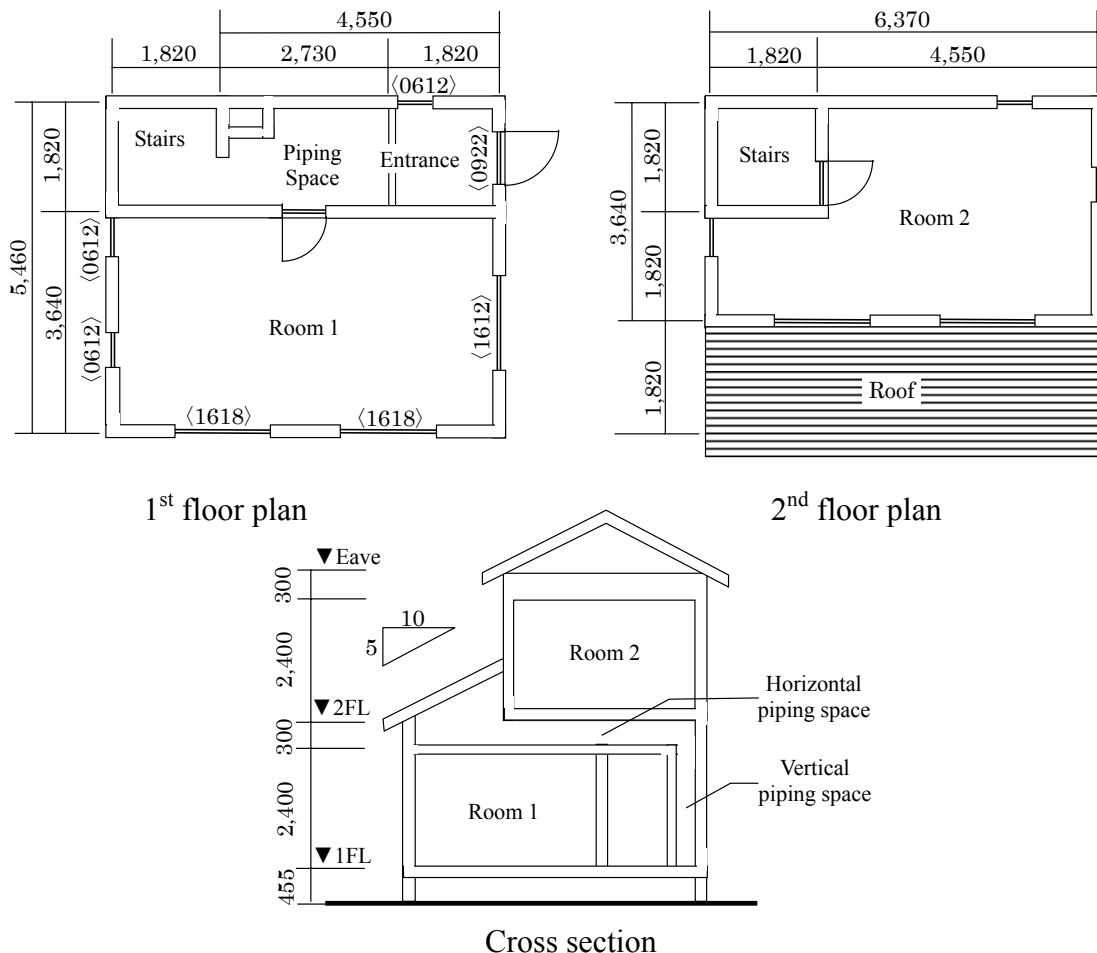 4,550
1,820
2,730
1,820
⟨0612⟩
Stairs
Piping
Space
Entrance
⟨0922⟩
1,820
5,460
3,640
⟨0612⟩
⟨0612⟩
Room 1
⟨1612⟩
⟨1618⟩
⟨1618⟩
1st floor plan
6,370
1,820
4,550
Stairs
1,820
3,640
1,820
Room 2
1,820
Roof
2nd floor plan
▼Eave
300
10
5
2,400
Room 2
▼2FL
Horizontal
piping space
300
2,400
Room 1
Vertical
piping space
▼1FL
455
Cross section